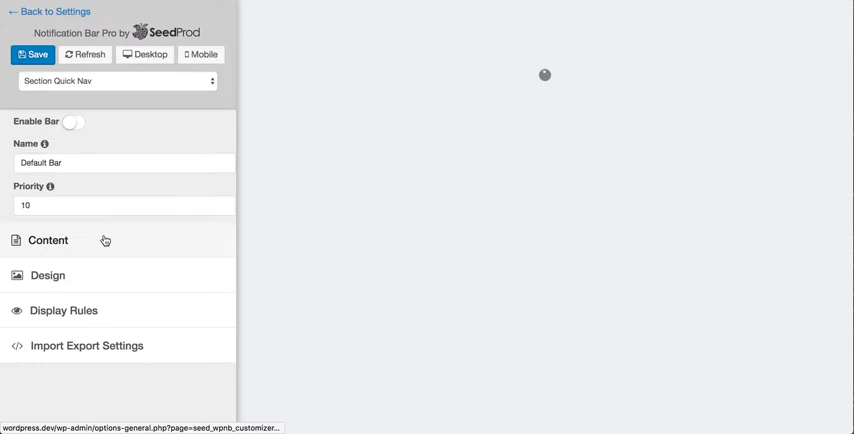 ← Back to Settings
Notification Bar Pro by SeedProd
Save Refresh Desktop Mobile
Section Quick Nav
Enable Bar
Name
Default Bar
Priority
10
Content
Design
Display Rules
Import Export Settings
wordpress.dev/wp-admin/options-general.php?page=seed_wpnb_customizer...